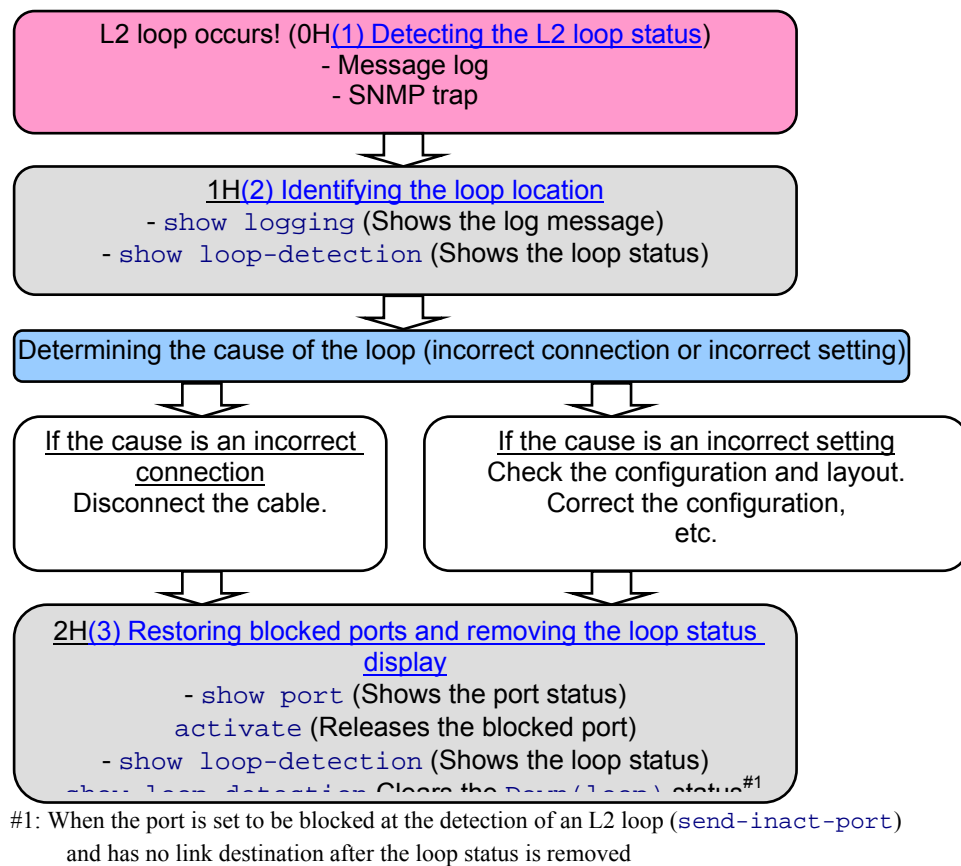 L2 loop occurs! (0H(1) Detecting the L2 loop status)
- Message log
- SNMP trap
1H(2) Identifying the loop location
- show logging (Shows the log message)
- show loop-detection (Shows the loop status)
Determining the cause of the loop (incorrect connection or incorrect setting)
If the cause is an incorrect
connection
Disconnect the cable.
If the cause is an incorrect setting
Check the configuration and layout.
Correct the configuration,
etc.
2H(3) Restoring blocked ports and removing the loop status
display
- show port (Shows the port status)
activate (Releases the blocked port)
- show loop-detection (Shows the loop status)
show loop-detection Clears the Down(loop) status#1
#1: When the port is set to be blocked at the detection of an L2 loop (send-inact-port)
and has no link destination after the loop status is removed